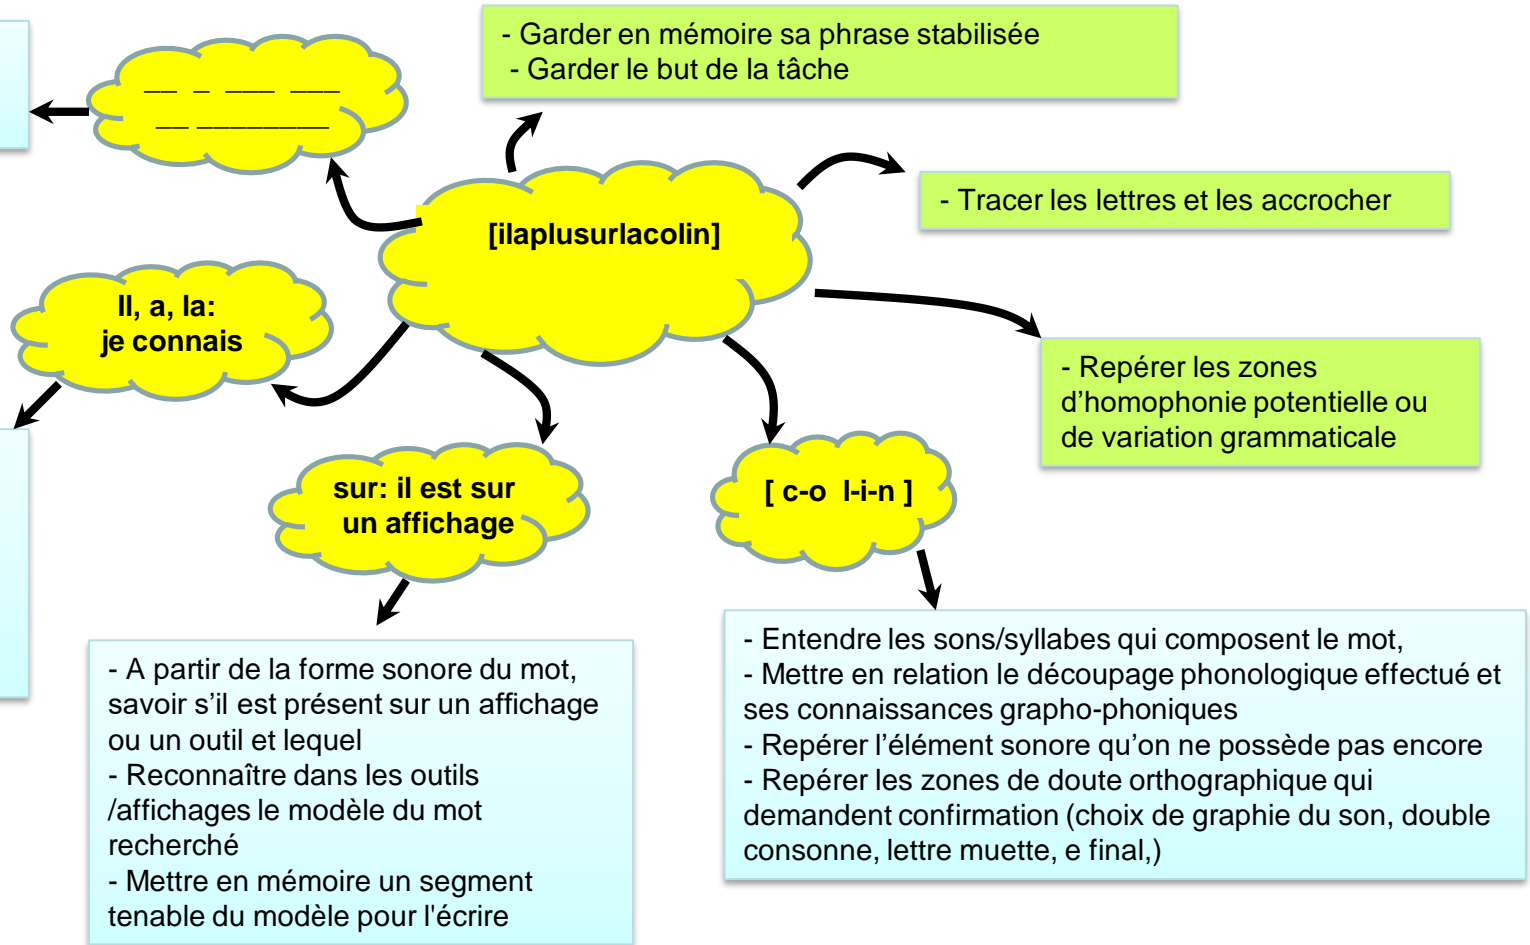 - Garder en mémoire sa phrase stabilisée
- Garder le but de la tâche
__ _ ___ ___
__ ________
- Tracer les lettres et les accrocher
[ilaplusurlacolin]
Il, a, la:
je connais
- Repérer les zones
d’homophonie potentielle ou
de variation grammaticale
sur: il est sur
un affichage
[ c-o l-i-n ]
- A partir de la forme sonore du mot,
savoir s’il est présent sur un affichage
ou un outil et lequel
- Reconnaître dans les outils
/affichages le modèle du mot
recherché
- Mettre en mémoire un segment
tenable du modèle pour l'écrire
- Entendre les sons/syllabes qui composent le mot,
- Mettre en relation le découpage phonologique effectué et
ses connaissances grapho-phoniques
- Repérer l’élément sonore qu’on ne possède pas encore
- Repérer les zones de doute orthographique qui
demandent confirmation (choix de graphie du son, double
consonne, lettre muette, e final,)